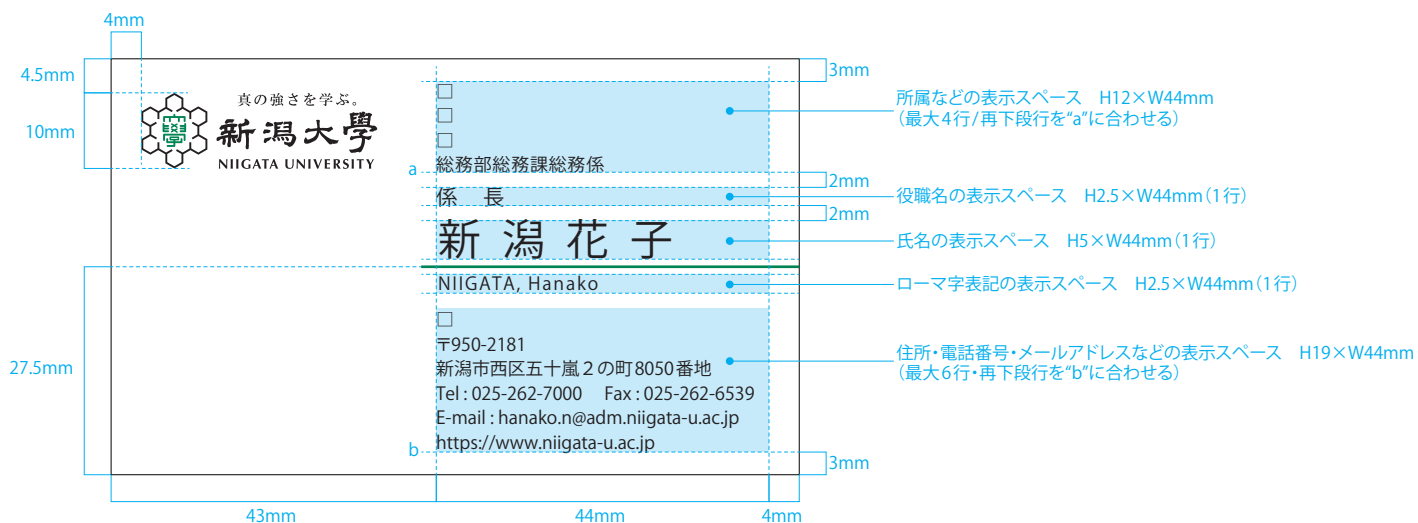 4mm
4.5mm
10mm
27.5mm
真の強さを学ぶ。
新潟大學
NIIGATA UNIVERSITY
□
□
□
a
総務部総務課総務係
係　長
新潟花子
NIIGATA, Hanako
□
〒950-2181
新潟市西区五十嵐２の町8050番地
Tel : 025-262-7000　Fax : 025-262-6539
E-mail : hanako.n@adm.niigata-u.ac.jp
b
https://www.niigata-u.ac.jp
3mm
2mm
2mm
3mm
所属などの表示スペース　H12×W44mm
（最大4行/再下段行を“a”に合わせる）
役職名の表示スペース　H2.5×W44mm（1行）
氏名の表示スペース　H5×W44mm（1行）
ローマ字表記の表示スペース　H2.5×W44mm（1行）
住所・電話番号・メールアドレスなどの表示スペース　H19×W44mm
（最大6行・再下段行を“b”に合わせる）
43mm
44mm
4mm